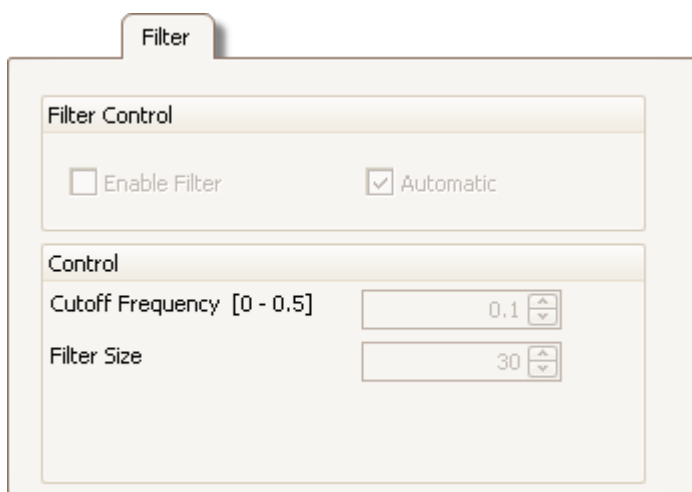 Filter
Filter Control
Enable Filter Automatic
Control
Cutoff Frequency [0 - 0.5] 0.1
Filter Size 30